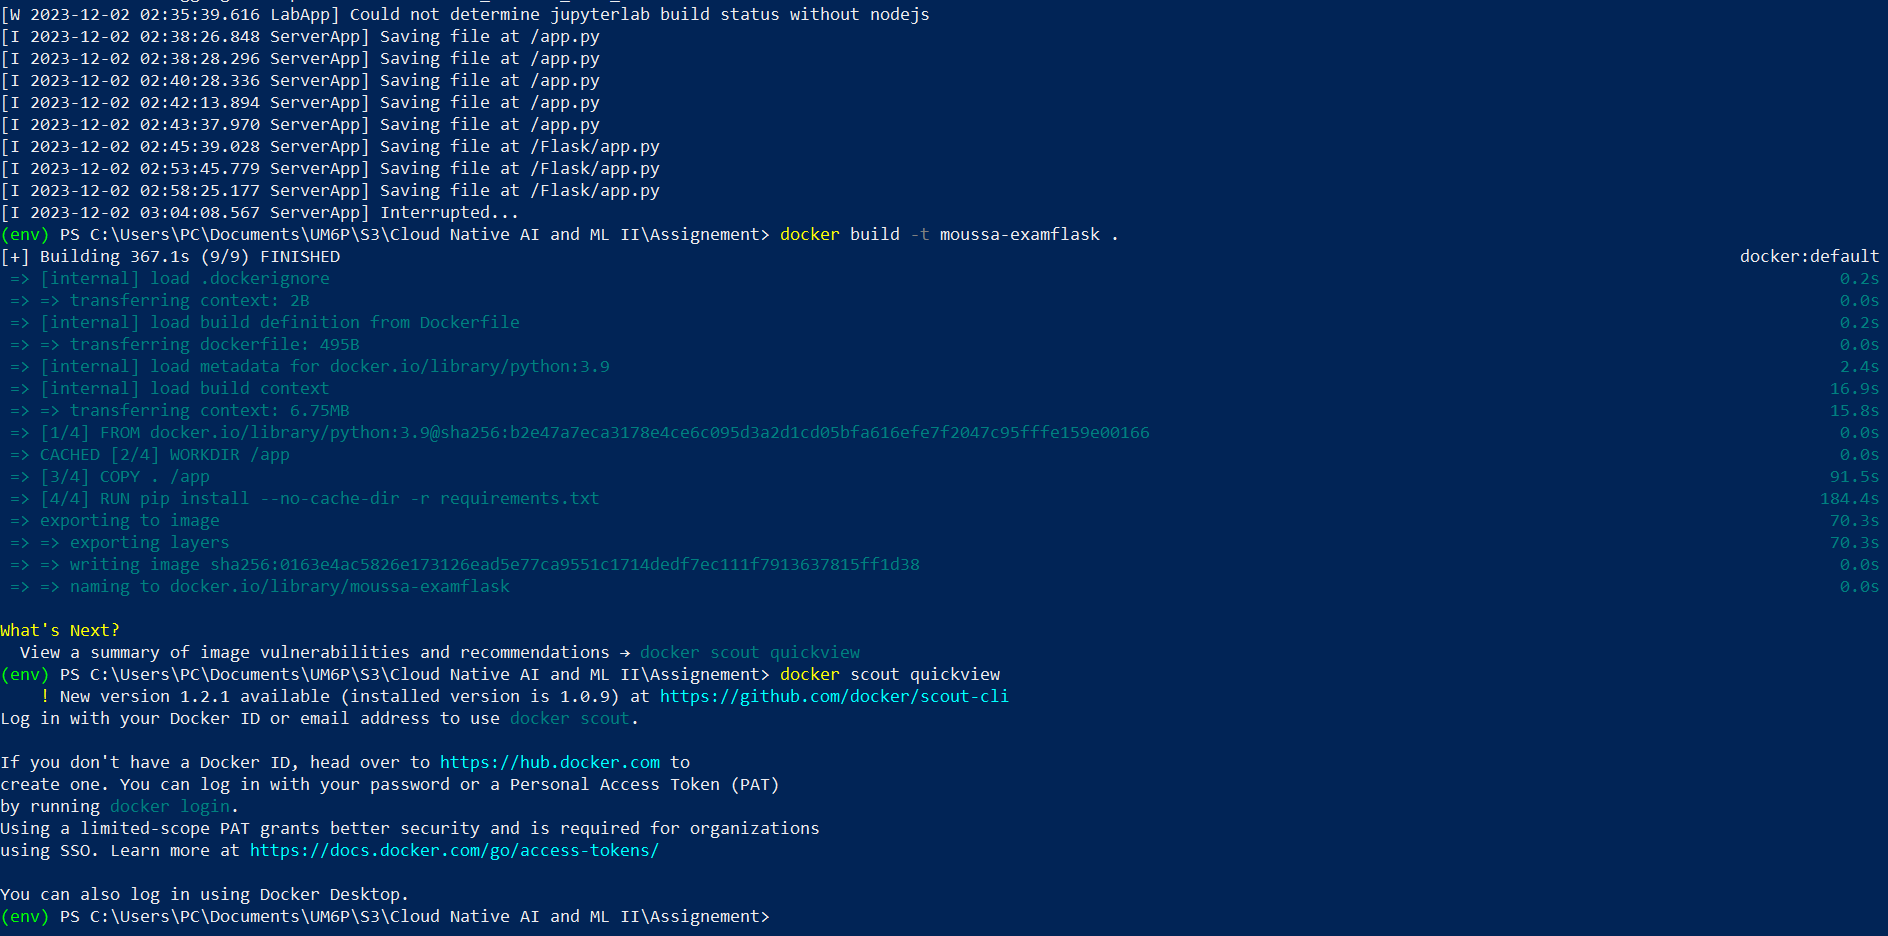 [W 2023-12-02 02:35:39.616 LabApp] Could not determine jupyterlab build status without nodejs
[I 2023-12-02 02:38:26.848 ServerApp] Saving file at /app.py
[I 2023-12-02 02:38:28.296 ServerApp] Saving file at /app.py
[I 2023-12-02 02:40:28.336 ServerApp] Saving file at /app.py
[I 2023-12-02 02:42:13.894 ServerApp] Saving file at /app.py
[I 2023-12-02 02:43:37.970 ServerApp] Saving file at /app.py
[I 2023-12-02 02:45:39.028 ServerApp] Saving file at /Flask/app.py
[I 2023-12-02 02:53:45.779 ServerApp] Saving file at /Flask/app.py
[I 2023-12-02 02:58:25.177 ServerApp] Saving file at /Flask/app.py
[I 2023-12-02 03:04:08.567 ServerApp] Interrupted...
(env) PS C:\Users\PC\Documents\UM6P\S3\Cloud Native AI and ML II\Assignement> docker build -t moussa-examflask .
[+] Building 367.1s (9/9) FINISHED docker:default
=> [internal] load .dockerignore 0.2s
=> => transferring context: 2B 0.0s
=> [internal] load build definition from Dockerfile 0.2s
=> => transferring dockerfile: 495B 0.0s
=> [internal] load metadata for docker.io/library/python:3.9 2.4s
=> [internal] load build context 16.9s
=> => transferring context: 6.75MB 15.8s
=> [1/4] FROM docker.io/library/python:3.9@sha256:b2e47a7eca3178e4ce6c095d3a2d1cd05bfa616efe7f2047c95fffe159e00166 0.0s
=> CACHED [2/4] WORKDIR /app 0.0s
=> [3/4] COPY . /app 91.5s
=> [4/4] RUN pip install --no-cache-dir -r requirements.txt 184.4s
=> exporting to image 70.3s
=> => exporting layers 70.3s
=> => writing image sha256:0163e4ac5826e173126ead5e77ca9551c1714dedf7ec111f7913637815ff1d38 0.0s
=> => naming to docker.io/library/moussa-examflask 0.0s
What's Next?
View a summary of image vulnerabilities and recommendations → docker scout quickview
(env) PS C:\Users\PC\Documents\UM6P\S3\Cloud Native AI and ML II\Assignement> docker scout quickview
! New version 1.2.1 available (installed version is 1.0.9) at https://github.com/docker/scout-cli
Log in with your Docker ID or email address to use docker scout.
If you don't have a Docker ID, head over to https://hub.docker.com to
create one. You can log in with your password or a Personal Access Token (PAT)
by running docker login.
Using a limited-scope PAT grants better security and is required for organizations
using SSO. Learn more at https://docs.docker.com/go/access-tokens/
You can also log in using Docker Desktop.
(env) PS C:\Users\PC\Documents\UM6P\S3\Cloud Native AI and ML II\Assignement>